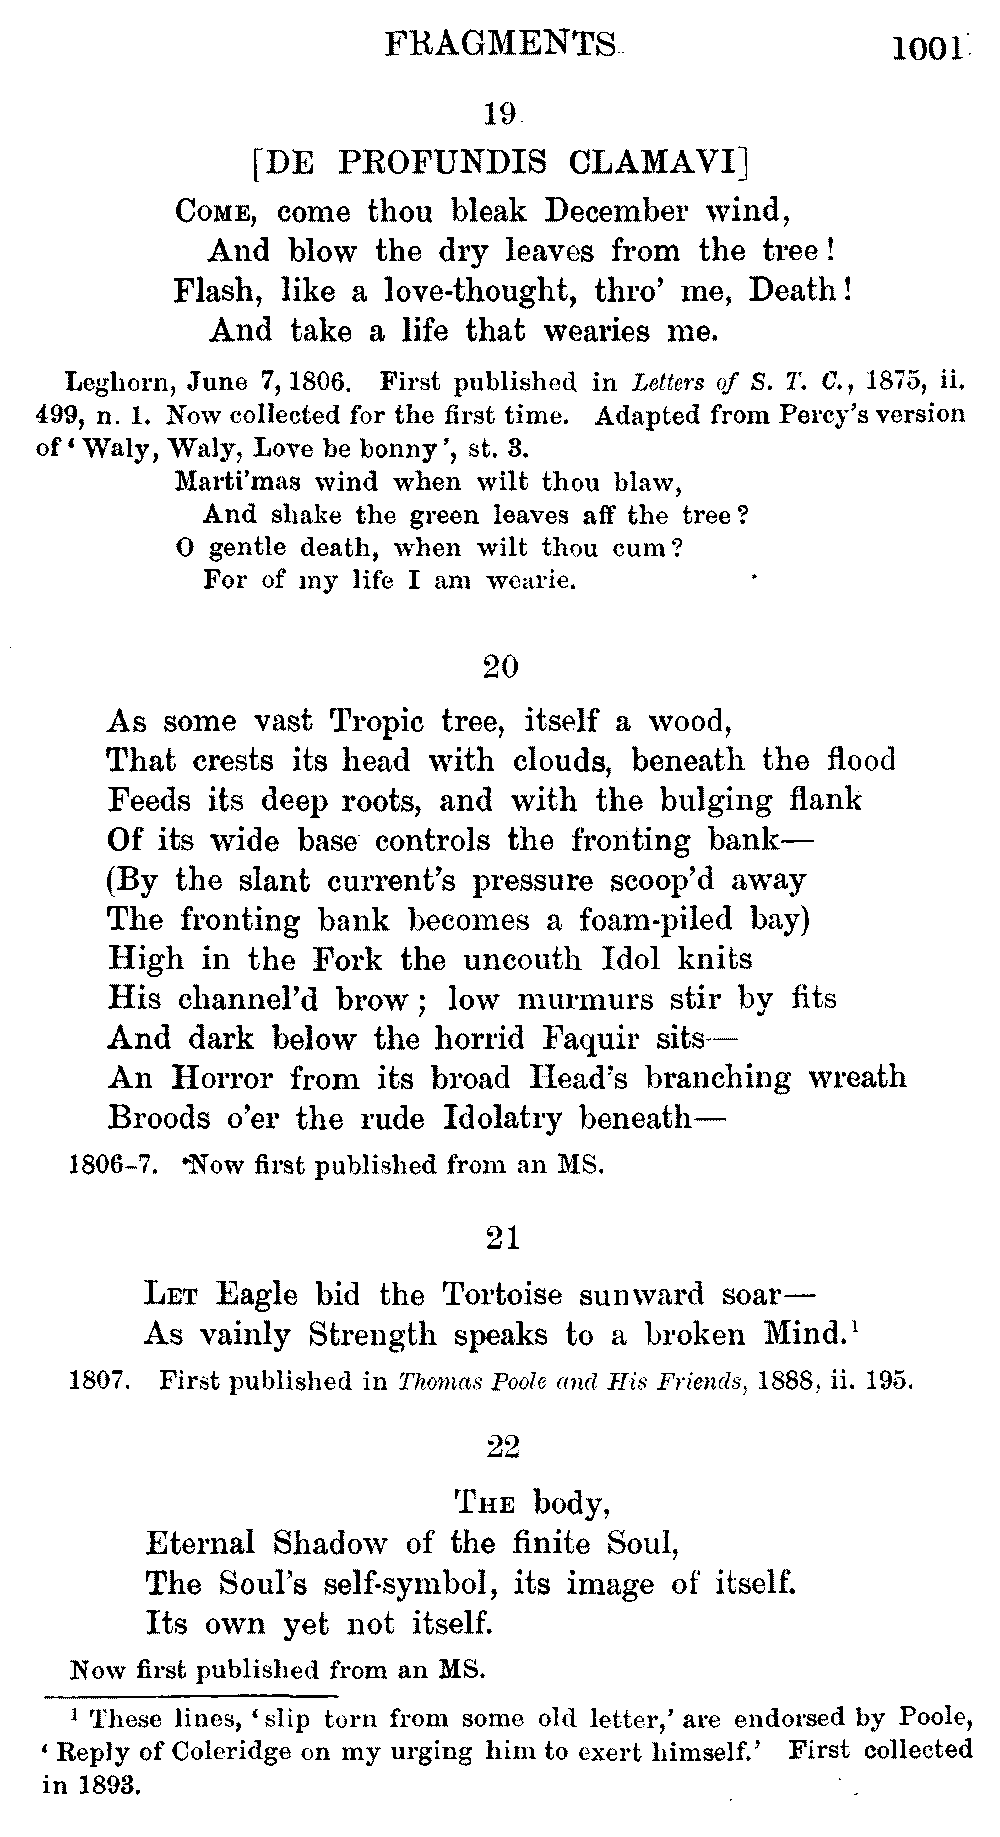 FRAGMENTS 1001
19
[DE PROFUNDIS CLAMAVI]
COME, come thou bleak December wind,
And blow the dry leaves from the tree!
Flash, like a love-thought, thro' me, Death!
And take a life that wearies me.
Leghorn, June 7, 1806. First published in Letters of S. T. C., 1875, ii.
499, n. 1. Now collected for the first time. Adapted from Percy's version
of 'Waly, Waly, Love be bonny', st. 3.
Marti'mas wind when wilt thou blaw,
And shake the green leaves aff the tree?
O gentle death, when wilt thou cum?
For of my life I am wearie.
20
As some vast Tropic tree, itself a wood,
That crests its head with clouds, beneath the flood
Feeds its deep roots, and with the bulging flank
Of its wide base controls the fronting bank—
(By the slant current's pressure scoop'd away
The fronting bank becomes a foam-piled bay)
High in the Fork the uncouth Idol knits
His channel'd brow; low murmurs stir by fits
And dark below the horrid Faquir sits—
An Horror from its broad Head's branching wreath
Broods o'er the rude Idolatry beneath—
1806-7. Now first published from an MS.
21
LET Eagle bid the Tortoise sunward soar—
As vainly Strength speaks to a broken Mind.¹
1807. First published in Thomas Poole and His Friends, 1888, ii. 195.
22
THE body,
Eternal Shadow of the finite Soul,
The Soul's self-symbol, its image of itself.
Its own yet not itself.
Now first published from an MS.
¹ These lines, 'slip torn from some old letter,' are endorsed by Poole,
'Reply of Coleridge on my urging him to exert himself.' First collected
in 1893.